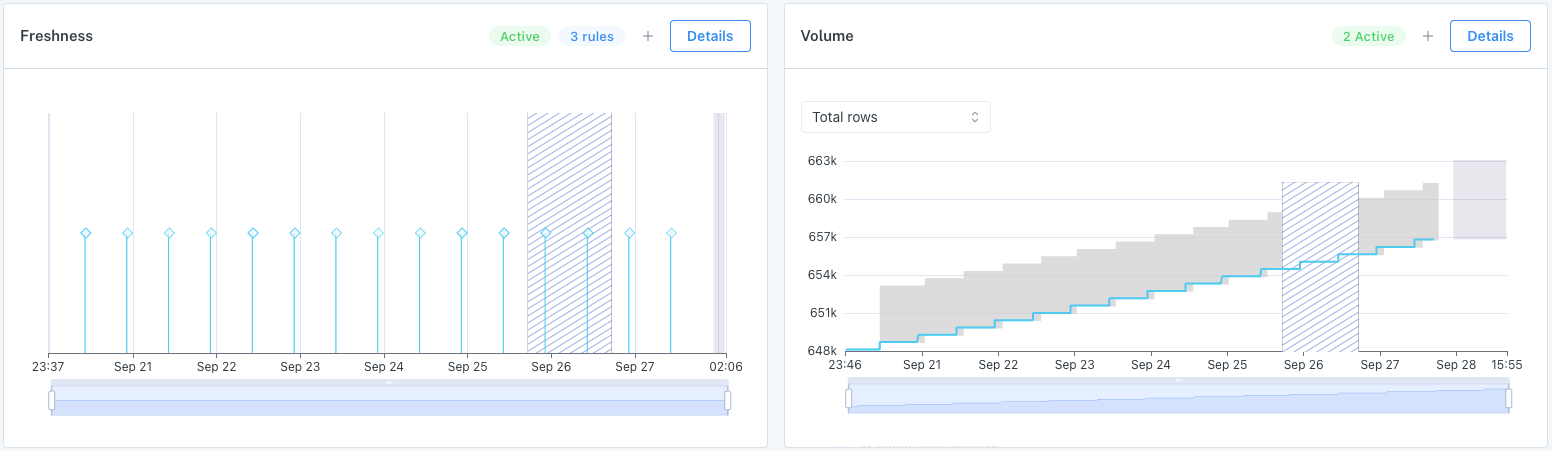 Freshness
Active
3 rules
+
Details
23:37
Sep 21
Sep 22
Sep 23
Sep 24
Sep 25
Sep 26
Sep 27
02:06
Volume
2 Active
+
Details
Total rows
663k
660k
657k
654k
651k
648k
23:46
Sep 21
Sep 22
Sep 23
Sep 24
Sep 25
Sep 26
Sep 27
Sep 28
15:55